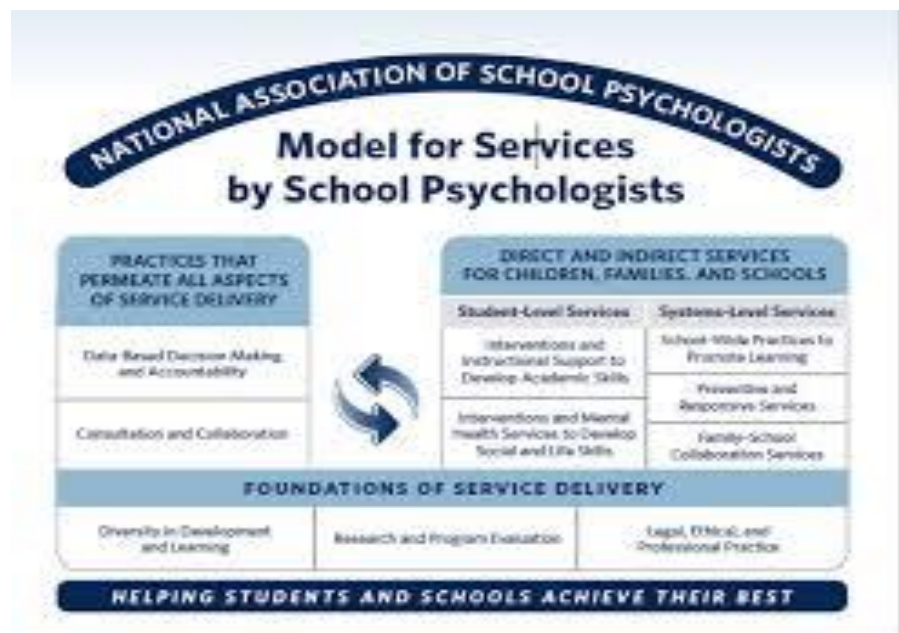 NATIONAL ASSOCIATION OF SCHOOL PSYCHOLOGISTS
Model for Services
by School Psychologists
PRACTICES THAT
PERMEATE ALL ASPECTS
OF SERVICE DELIVERY
Data-Based Decision Making
and Accountability
Consultation and Collaboration
DIRECT AND INDIRECT SERVICES
FOR CHILDREN, FAMILIES, AND SCHOOLS
Student-Level Services
Interventions and
Instructional Support to
Develop Academic Skills
Interventions and Mental
Health Services to Develop
Social and Life Skills
Systems-Level Services
School-Wide Practices to
Promote Learning
Preventive and
Responsive Services
Family-School
Collaboration Services
FOUNDATIONS OF SERVICE DELIVERY
Diversity in Development
and Learning
Research and Program Evaluation
Legal, Ethical, and
Professional Practice
HELPING STUDENTS AND SCHOOLS ACHIEVE THEIR BEST